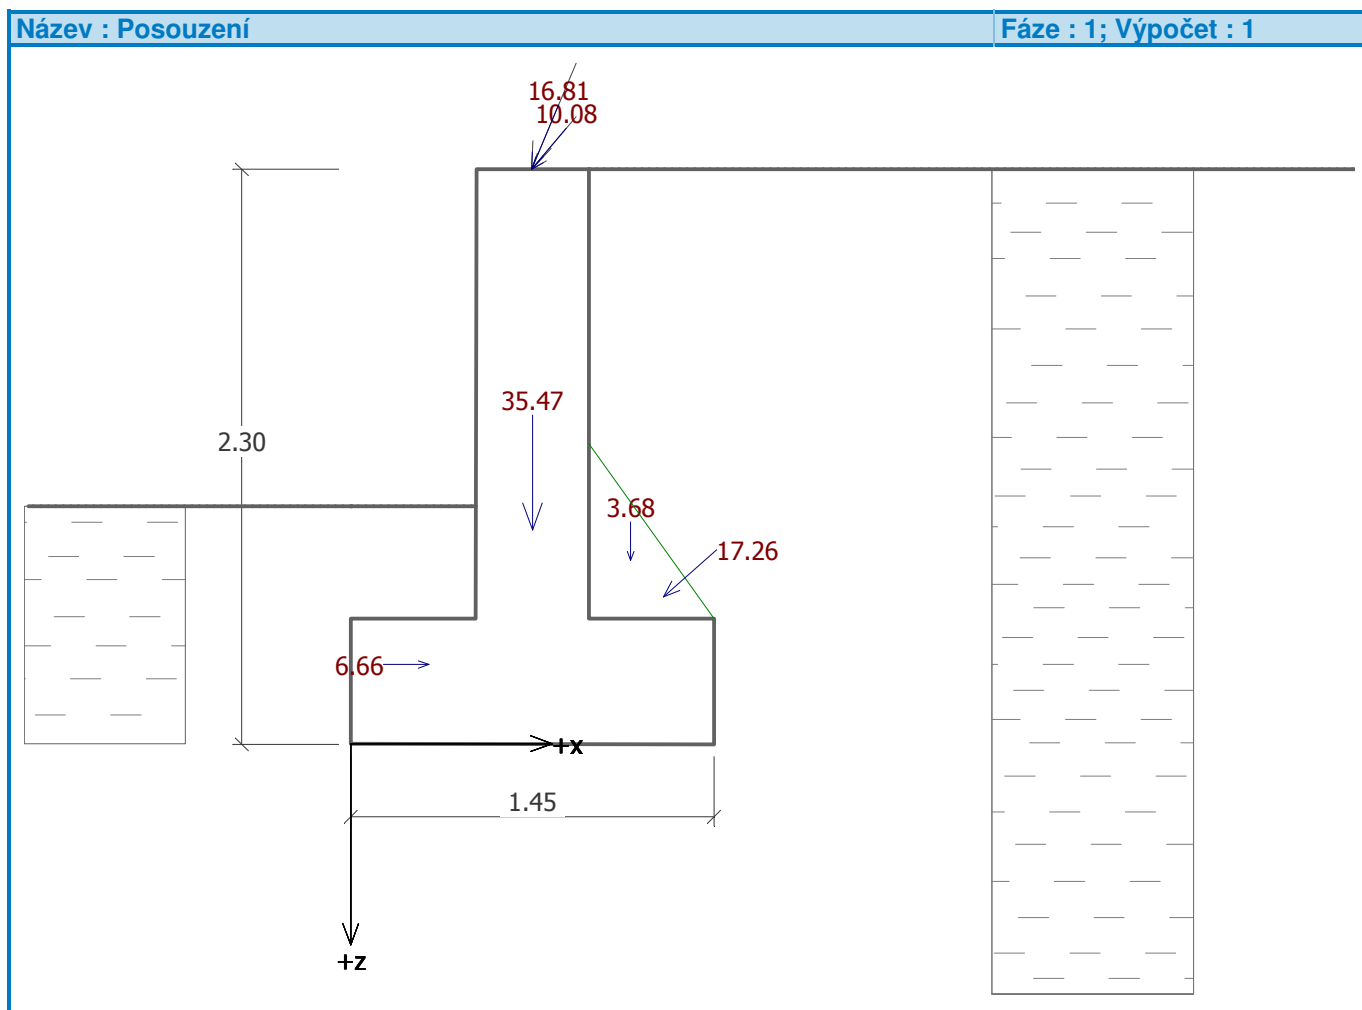 Název : Posouzení
Fáze : 1; Výpočet : 1
16.81
10.08
35.47
2.30
3.68
17.26
6.66
+x
1.45
+z